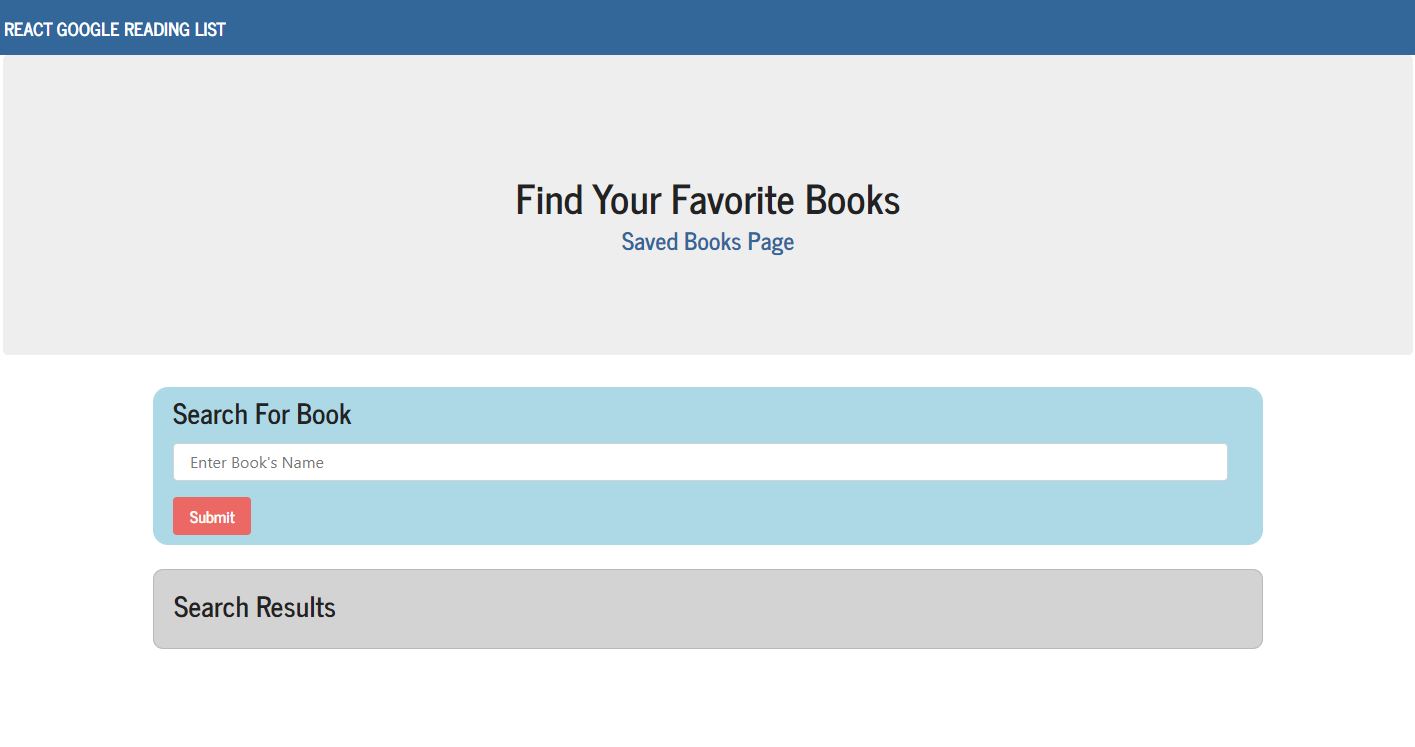 REACT GOOGLE READING LIST
Find Your Favorite Books
Saved Books Page
Search For Book
Enter Book's Name
Submit
Search Results